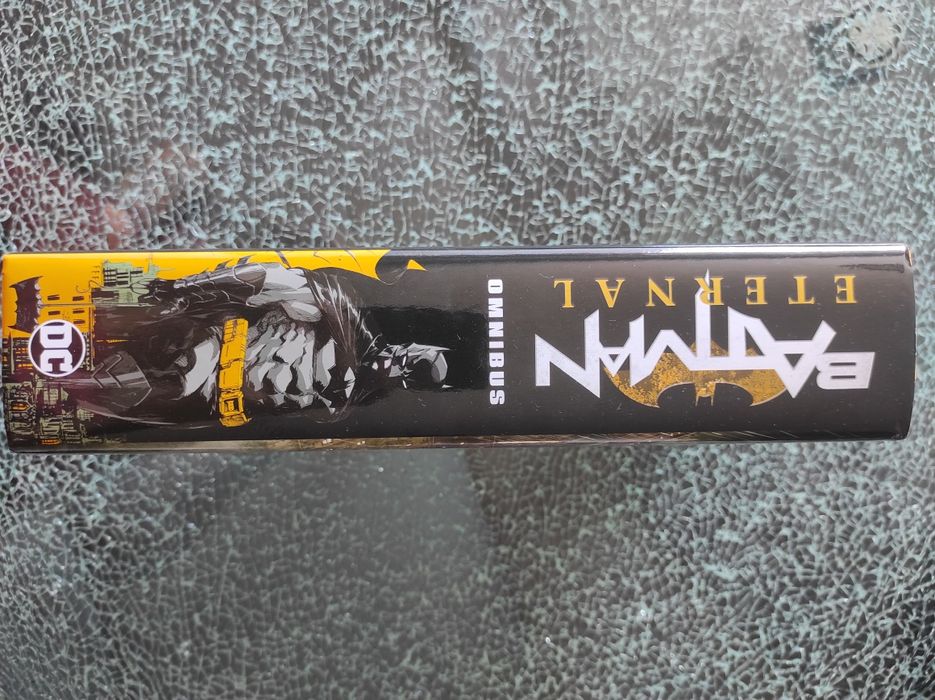 BATMAN
ETERNAL
OMNIBUS
DC